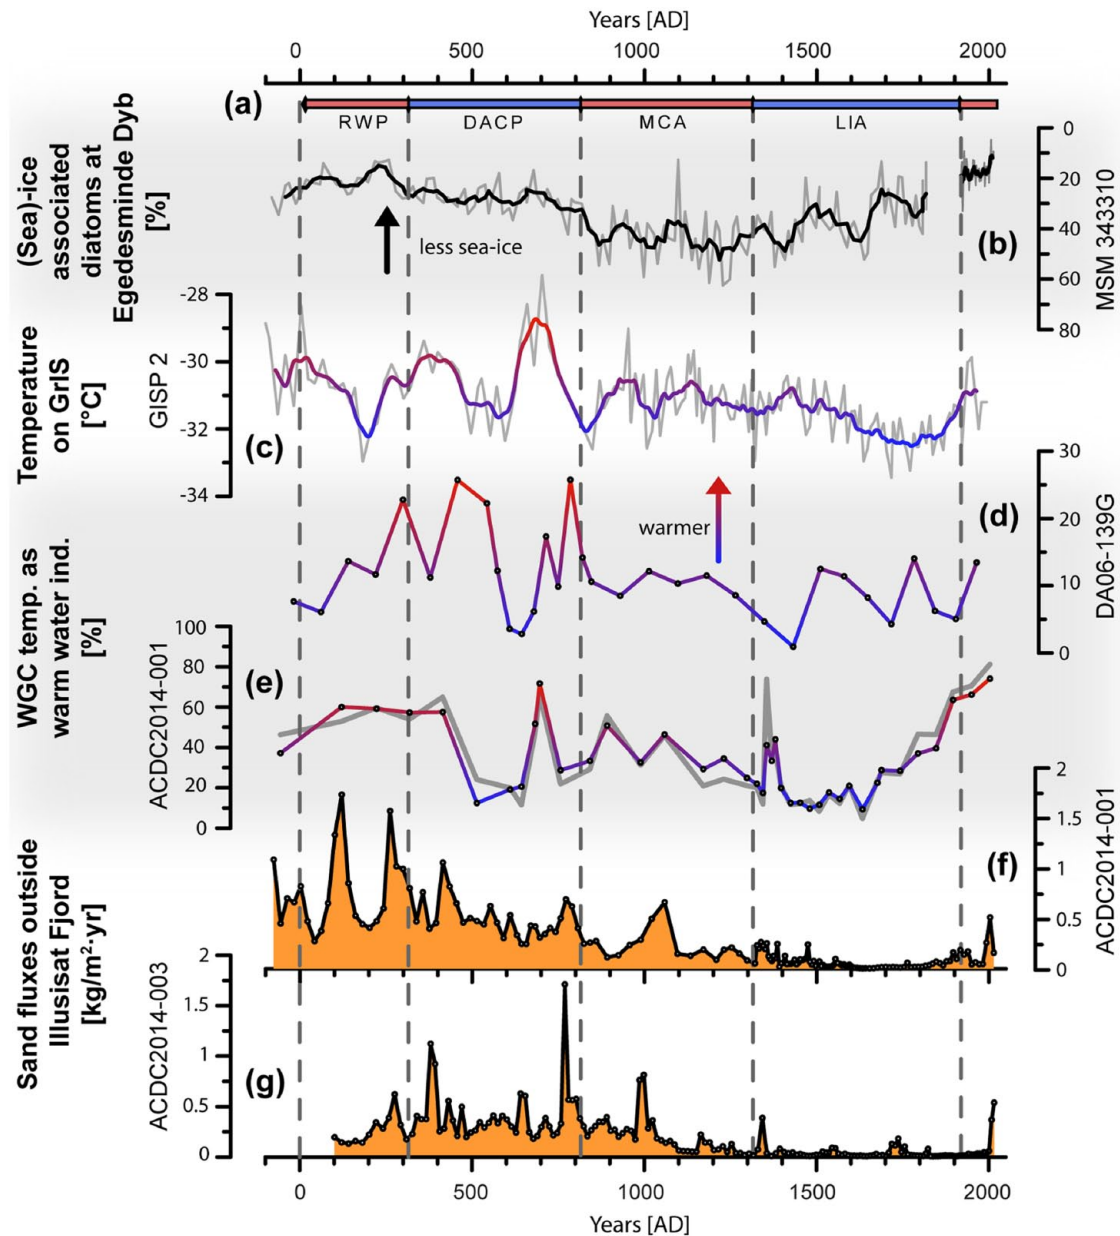 Years [AD]
0 500 1000 1500 2000
(a)
RWP DACP MCA LIA
(Sea)-ice
associated
diatoms at
Egedesminde Dyb
[%]
less sea-ice
(b)
0
20
40
60
80
MSM 343310
Temperature
on GrIS
[°C]
GISP 2
-28
-30
-32
-34
(c)
warmer
(d)
30
20
10
0
DA06-139G
WGC temp. as
warm water ind.
[%]
ACDC2014-001
100
80
60
40
20
0
(e)
(f)
2
1.5
1
0.5
0
ACDC2014-001
Sand fluxes outside
Illusisat Fjord
[kg/m²·yr]
ACDC2014-003
2
1.5
1
0.5
0
(g)
0 500 1000 1500 2000
Years [AD]